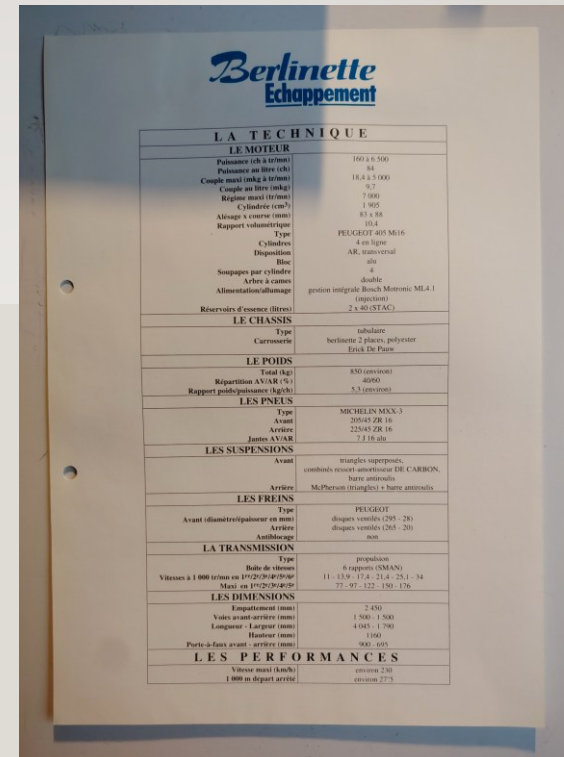 Berlinette
Echappement
LA TECHNIQUE
LE MOTEUR
Puissance (ch à tr/mn) 160 à 6 500
Puissance au litre (ch) 84
Couple maxi (mkg à tr/mn) 18,4 à 5 000
Couple au litre (mkg) 9,7
Régime maxi (tr/mn) 7 000
Cylindrée (cm³) 1 905
Alésage x course (mm) 83 x 88
Rapport volumétrique 10,4
Type PEUGEOT 405 Mi16
Cylindres 4 en ligne
Disposition AR, transversal
Bloc alu
Soupapes par cylindre 4
Arbre à cames double
Alimentation/allumage gestion intégrale Bosch Motronic ML4.1
(injection)
Réservoirs d'essence (litres) 2 x 40 (STAC)
LE CHASSIS
Type tubulaire
Carrosserie berlinette 2 places, polyester
Erick De Pauw
LE POIDS
Total (kg) 850 (environ)
Répartition AV/AR (%) 40/60
Rapport poids/puissance (kg/ch) 5,3 (environ)
LES PNEUS
Type MICHELIN MXX-3
Avant 205/45 ZR 16
Arrière 225/45 ZR 16
Jantes AV/AR 7 J 16 alu
LES SUSPENSIONS
Avant triangles superposés,
combinés ressort-amortisseur DE CARBON,
barre antiroulis
Arrière McPherson (triangles) + barre antiroulis
LES FREINS
Type PEUGEOT
Avant (diamètre/épaisseur en mm) disques ventilés (295 - 28)
Arrière disques ventilés (265 - 20)
Antiblocage non
LA TRANSMISSION
Type propulsion
Boîte de vitesses 6 rapports (SMAN)
Vitesses à 1 000 tr/mn en 1re/2e/3e/4e/5e/6e 11 - 13,9 - 17,4 - 21,4 - 25,1 - 34
Maxi en 1re/2e/3e/4e/5e 77 - 97 - 122 - 150 - 176
LES DIMENSIONS
Empattement (mm) 2 450
Voies avant-arrière (mm) 1 500 - 1 500
Longueur - Largeur (mm) 4 045 - 1 790
Hauteur (mm) 1160
Porte-à-faux avant - arrière (mm) 900 - 695
LES PERFORMANCES
Vitesse maxi (km/h) environ 230
1 000 m départ arrêté environ 27"5